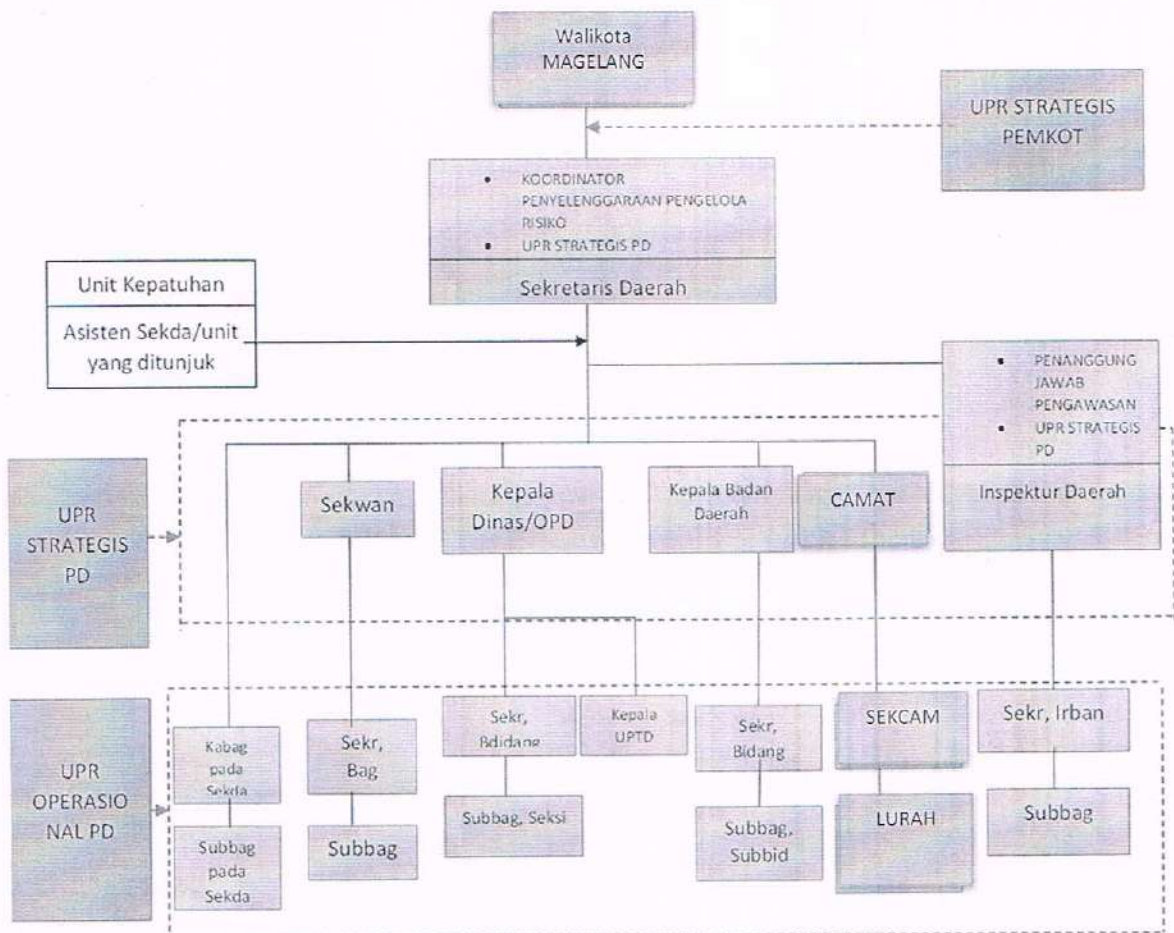 Walikota
MAGELANG
UPR STRATEGIS
PEMKOT
• KOORDINATOR
PENYELENGGARAAN PENGELOLA
RISIKO
• UPR STRATEGIS PD
Sekretaris Daerah
Unit Kepatuhan
Asisten Sekda/unit
yang ditunjuk
• PENANGGUNG
JAWAB
PENGAWASAN
• UPR STRATEGIS
PD
Inspektur Daerah
UPR
STRATEGIS
PD
Sekwan
Kepala
Dinas/OPD
Kepala Badan
Daerah
CAMAT
UPR
OPERASIO
NAL PD
Kabag
pada
Sekda
Subbag
pada
Sekda
Sekr,
Bag
Subbag
Sekr,
Bdidang
Subbag, Seksi
Kepala
UPTD
Sekr,
Bidang
Subbag,
Subbid
SEKCAM
LURAH
Sekr, Irban
Subbag